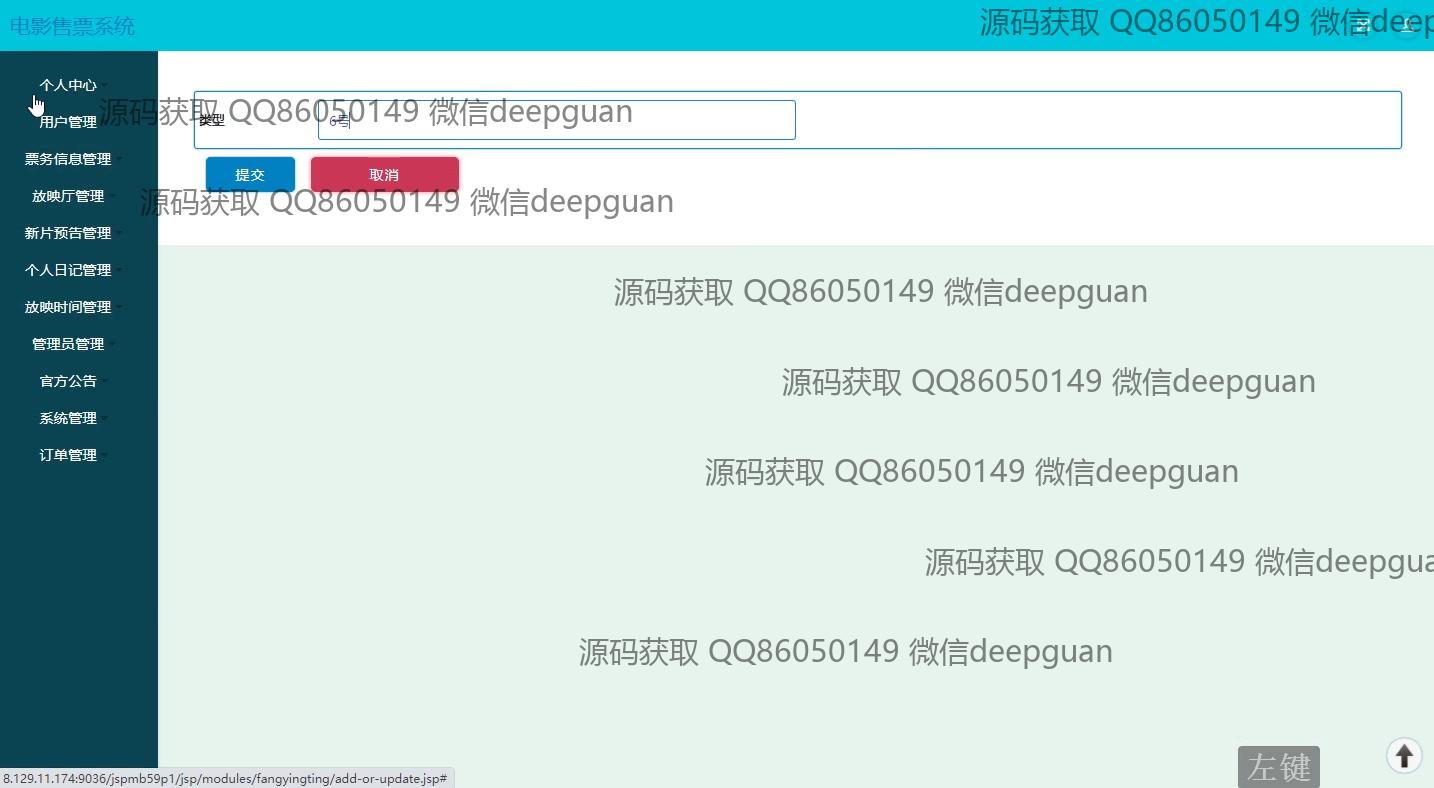 电影售票系统
源码获取 QQ86050149 微信deep
个人中心
源码获取 QQ86050149 微信deepguan
类型
6号
用户管理
票务信息管理
提交
取消
放映厅管理
源码获取 QQ86050149 微信deepguan
新片预告管理
个人日记管理
源码获取 QQ86050149 微信deepguan
放映时间管理
管理员管理
官方公告
源码获取 QQ86050149 微信deepguan
系统管理
订单管理
源码获取 QQ86050149 微信deepguan
源码获取 QQ86050149 微信deepgua
源码获取 QQ86050149 微信deepguan
左键
8.129.11.174:9036/jspmb59p1/jsp/modules/fangyingting/add-or-update.jsp#